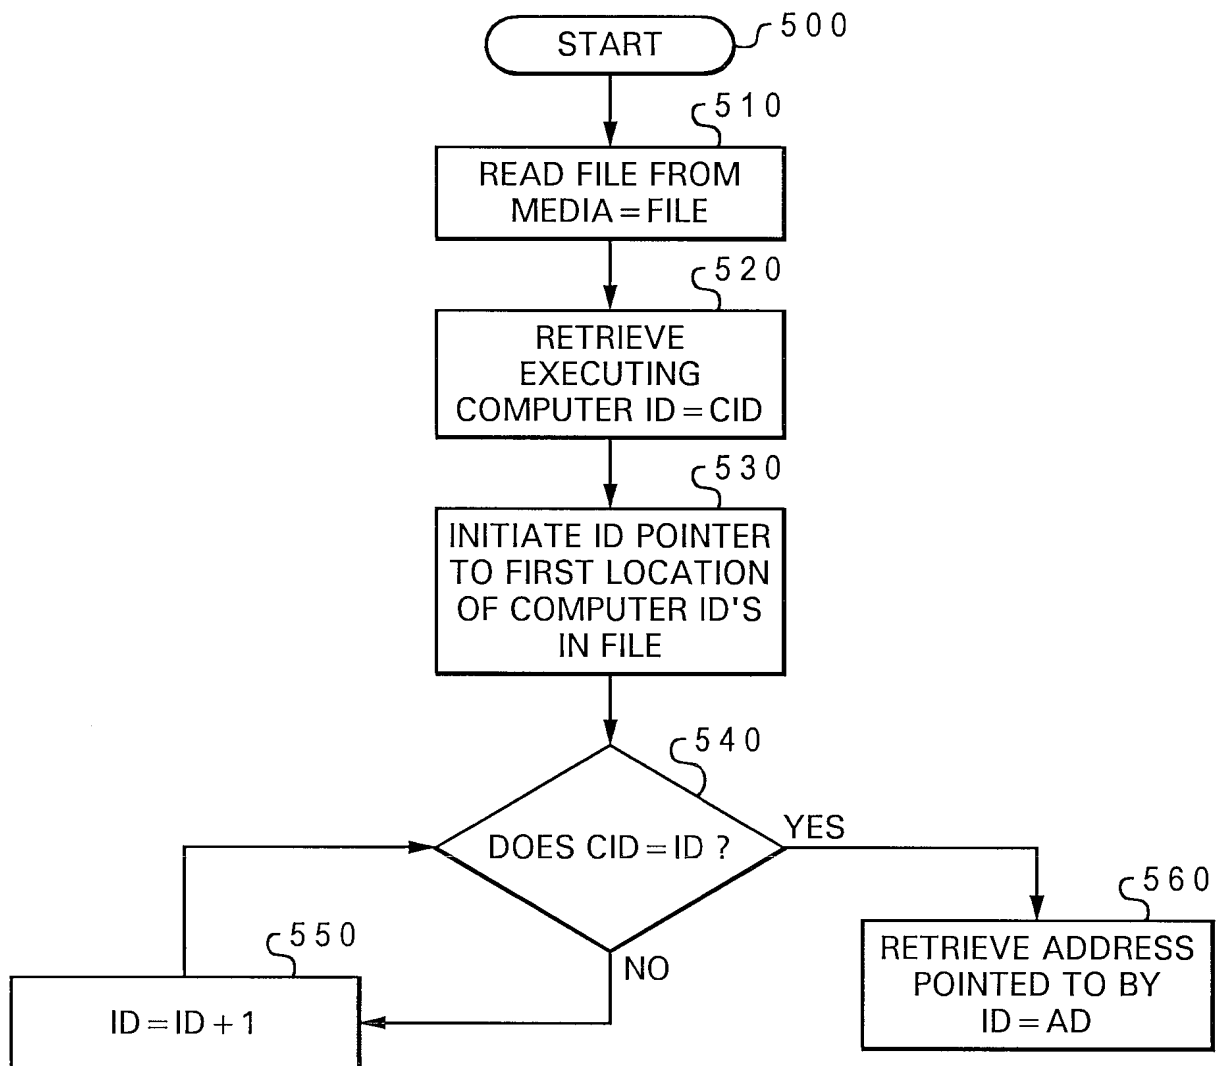 START
500
510
READ FILE FROM
MEDIA=FILE
520
RETRIEVE
EXECUTING
COMPUTER ID=CID
530
INITIATE ID POINTER
TO FIRST LOCATION
OF COMPUTER ID'S
IN FILE
540
DOES CID=ID ?
YES
NO
550
ID=ID+1
560
RETRIEVE ADDRESS
POINTED TO BY
ID=AD